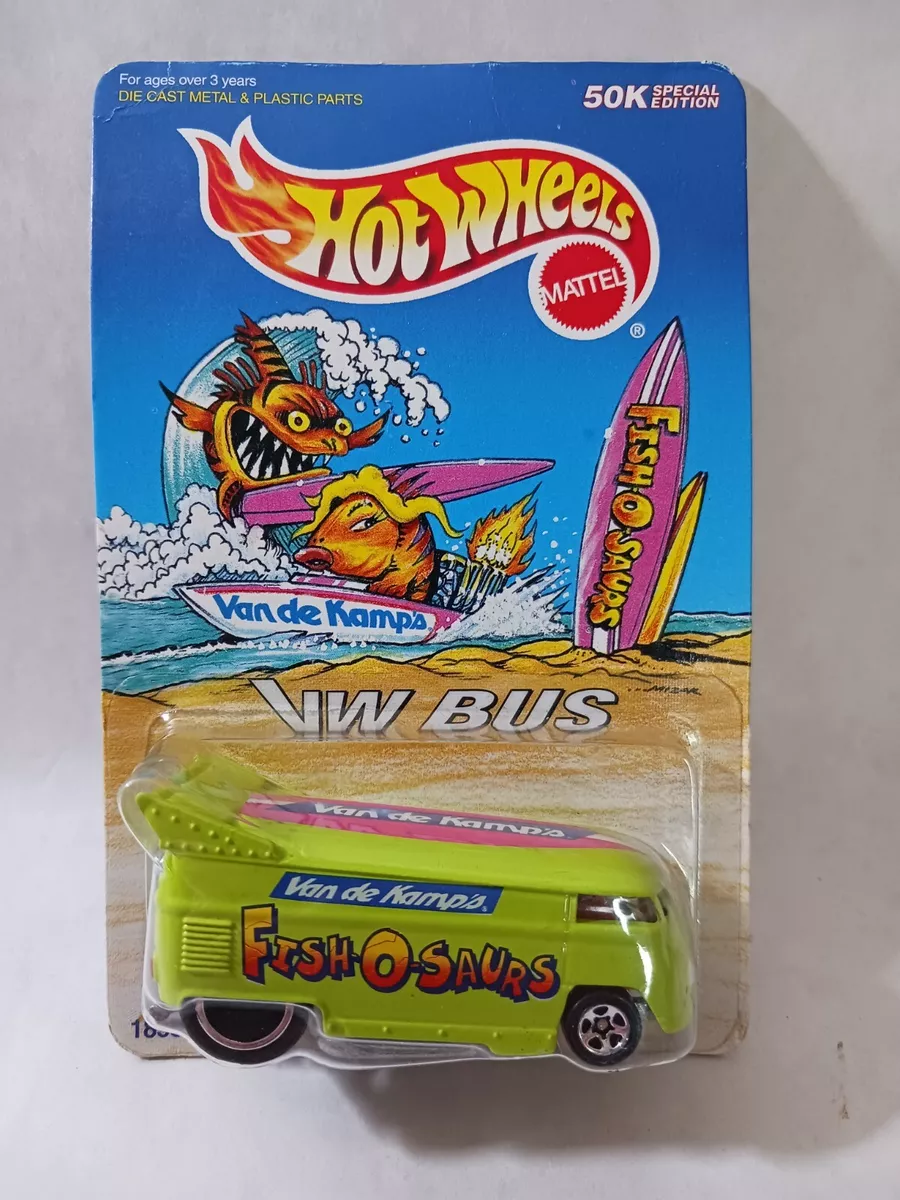 For ages over 3 years
DIE CAST METAL & PLASTIC PARTS
50K SPECIAL EDITION
HOT WHEELS
MATTEL
®
FISH-O-SAURS
Van de Kamp's
VW BUS
Van de Kamp's
Van de Kamp's
FISH-O-SAURS